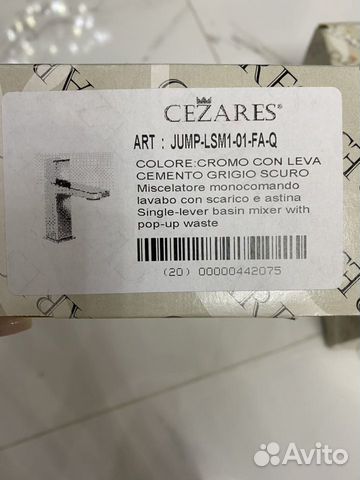 CEZARES®
ART : JUMP-LSM1-01-FA-Q
COLORE:CROMO CON LEVA
CEMENTO GRIGIO SCURO
Miscelatore monocomando
lavabo con scarico e astina
Single-lever basin mixer with
pop-up waste
(20) 00000442075
Avito